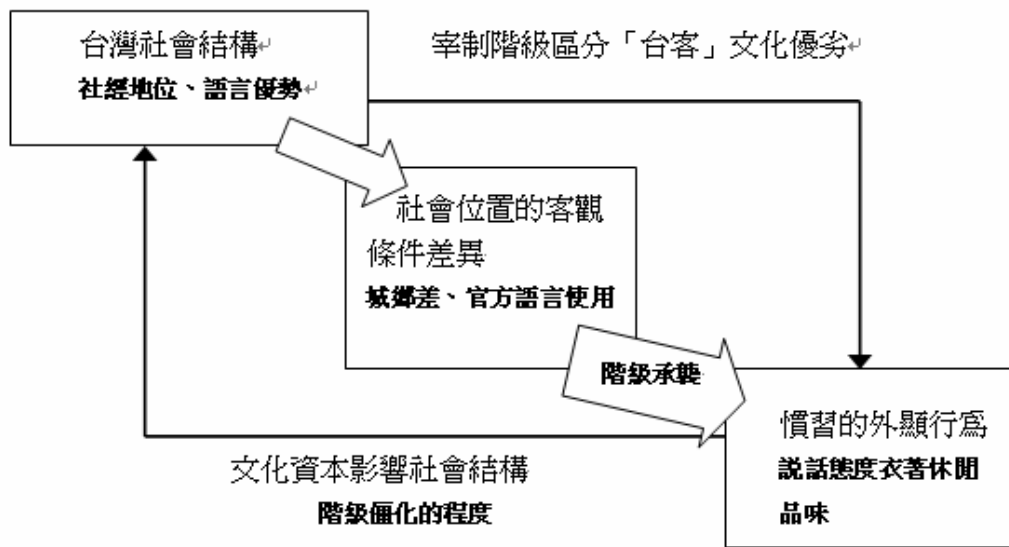 台灣社會結構↵
社經地位、語言優勢↵
宰制階級區分「台客」文化優劣↵
社會位置的客觀
條件差異
城鄉差、官方語言使用
階級承襲
慣習的外顯行為
說話態度衣著休閒
品味
文化資本影響社會結構
階級僵化的程度